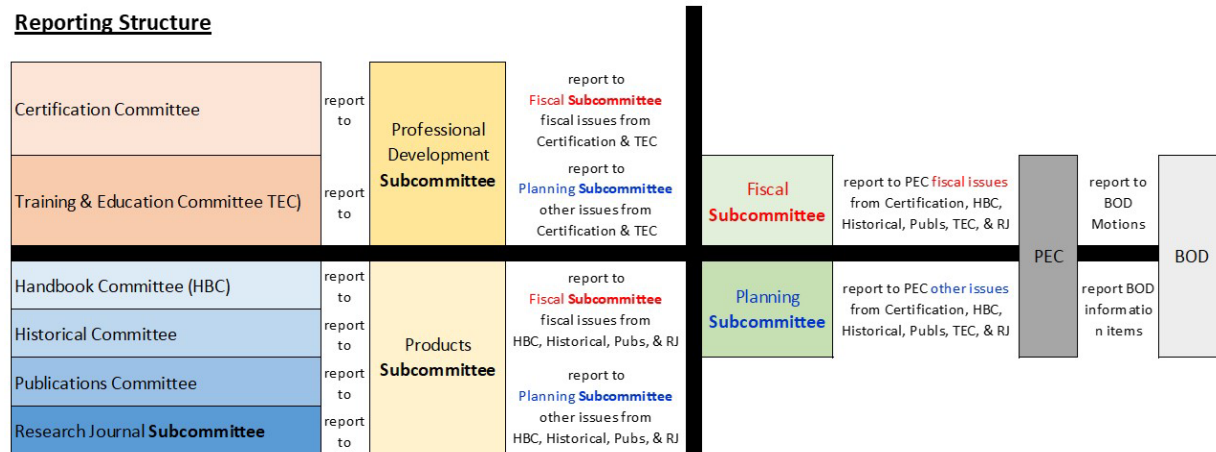 Reporting Structure
Certification Committee
report
to
Training & Education Committee TEC)
report
to
Professional
Development
Subcommittee
report to
Fiscal Subcommittee
fiscal issues from
Certification & TEC
report to
Planning Subcommittee
other issues from
Certification & TEC
Handbook Committee (HBC)
report
to
Historical Committee
report
to
Publications Committee
report
to
Research Journal Subcommittee
report
to
Products
Subcommittee
report to
Fiscal Subcommittee
fiscal issues from
HBC, Historical, Pubs, & RJ
report to
Planning Subcommittee
other issues from
HBC, Historical, Pubs, & RJ
Fiscal
Subcommittee
report to PEC fiscal issues
from Certification, HBC,
Historical, Publs, TEC, & RJ
Planning
Subcommittee
report to PEC other issues
from Certification, HBC,
Historical, Publs, TEC, & RJ
PEC
report to
BOD
Motions
report BOD
informatio
n items
BOD